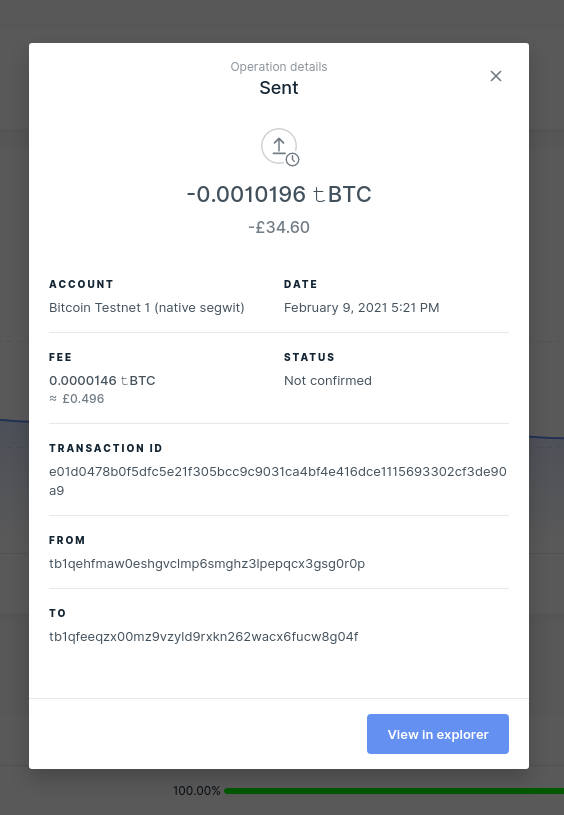 Operation details
Sent
-0.0010196 𝚝BTC
-£34.60
ACCOUNT
Bitcoin Testnet 1 (native segwit)
DATE
February 9, 2021 5:21 PM
FEE
0.0000146 𝚝BTC
≈ £0.496
STATUS
Not confirmed
TRANSACTION ID
e01d0478b0f5dfc5e21f305bcc9c9031ca4bf4e416dce1115693302cf3de90
a9
FROM
tb1qehfmaw0eshgvclmp6smghz3lpepqcx3gsg0r0p
TO
tb1qfeeqzx00mz9vzyld9rxkn262wacx6fucw8g04f
View in explorer
100.00%